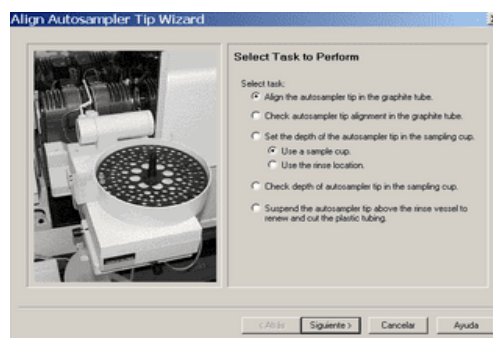 Align Autosampler Tip Wizard
Select Task to Perform
Select task:
Align the autosampler tip in the graphite tube.
Check autosampler tip alignment in the graphite tube.
Set the depth of the autosampler tip in the sampling cup.
Use a sample cup.
Use the rinse location.
Check depth of autosampler tip in the sampling cup.
Suspend the autosampler tip above the rinse vessel to
renew and cut the plastic tubing.
< Atrás
Siguiente >
Cancelar
Ayuda